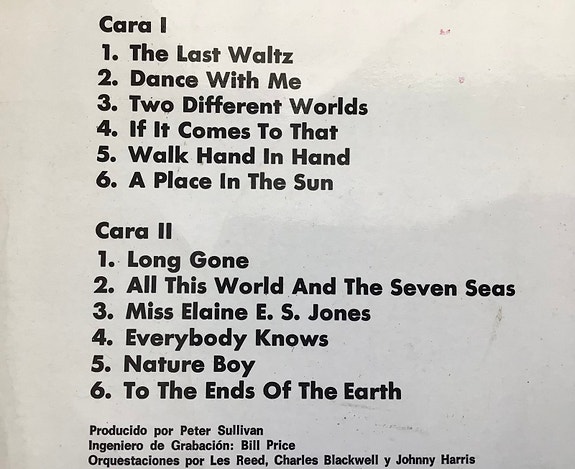 Cara I
1. The Last Waltz
2. Dance With Me
3. Two Different Worlds
4. If It Comes To That
5. Walk Hand In Hand
6. A Place In The Sun
Cara II
1. Long Gone
2. All This World And The Seven Seas
3. Miss Elaine E. S. Jones
4. Everybody Knows
5. Nature Boy
6. To The Ends Of The Earth
Producido por Peter Sullivan
Ingeniero de Grabación: Bill Price
Orquestaciones por Les Reed, Charles Blackwell y Johnny Harris